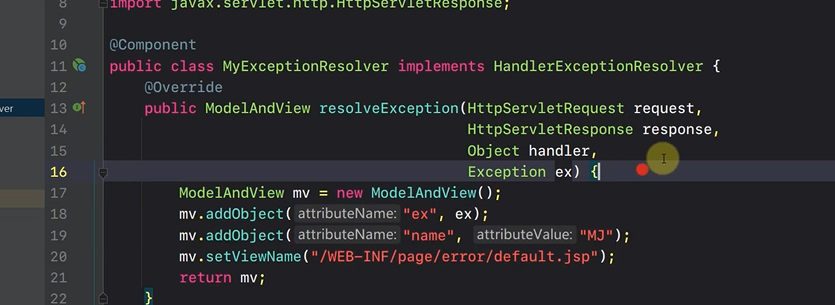 8 import javax.servlet.http.HttpServletResponse;
9
10 @Component
11 public class MyExceptionResolver implements HandlerExceptionResolver {
12 @Override
13 public ModelAndView resolveException(HttpServletRequest request,
14 HttpServletResponse response,
15 Object handler,
16 Exception ex) {
17 ModelAndView mv = new ModelAndView();
18 mv.addObject( attributeName: "ex", ex);
19 mv.addObject( attributeName: "name", attributeValue: "MJ");
20 mv.setViewName("/WEB-INF/page/error/default.jsp");
21 return mv;
22 }
ver